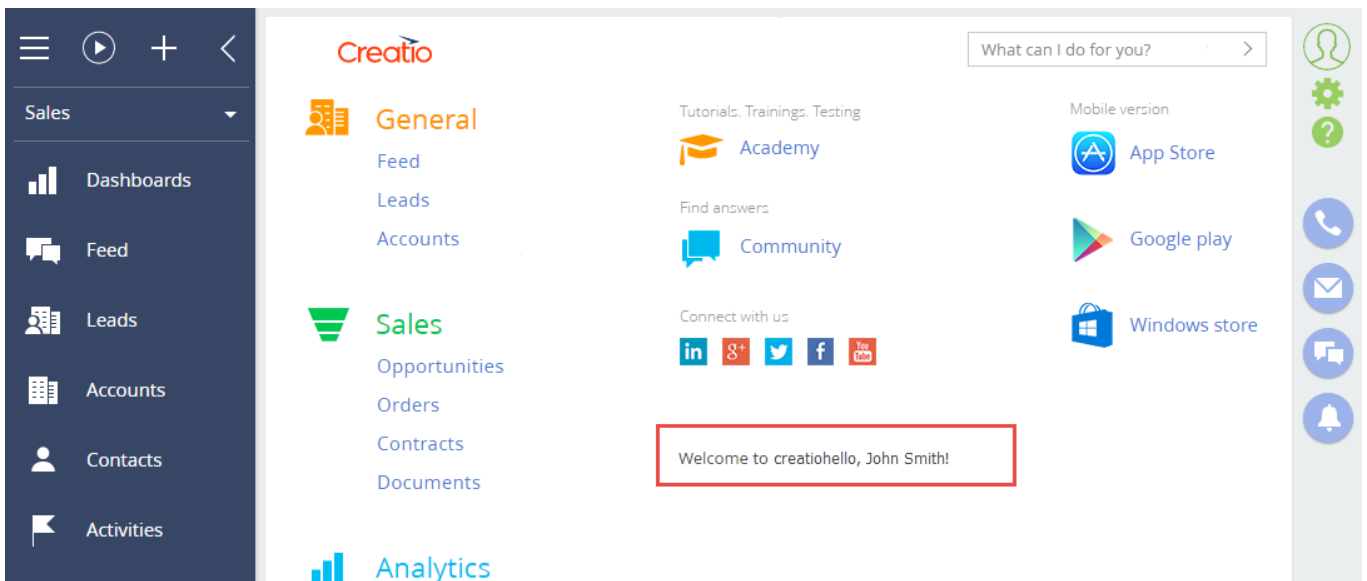 Sales
Dashboards
Feed
Leads
Accounts
Contacts
Activities
Creatio
What can I do for you?
General
Feed
Leads
Accounts
Sales
Opportunities
Orders
Contracts
Documents
Analytics
Tutorials. Trainings. Testing
Academy
Find answers
Community
Connect with us
in
g+
f
You
Tube
Welcome to creatiohello, John Smith!
Mobile version
App Store
Google play
Windows store
?